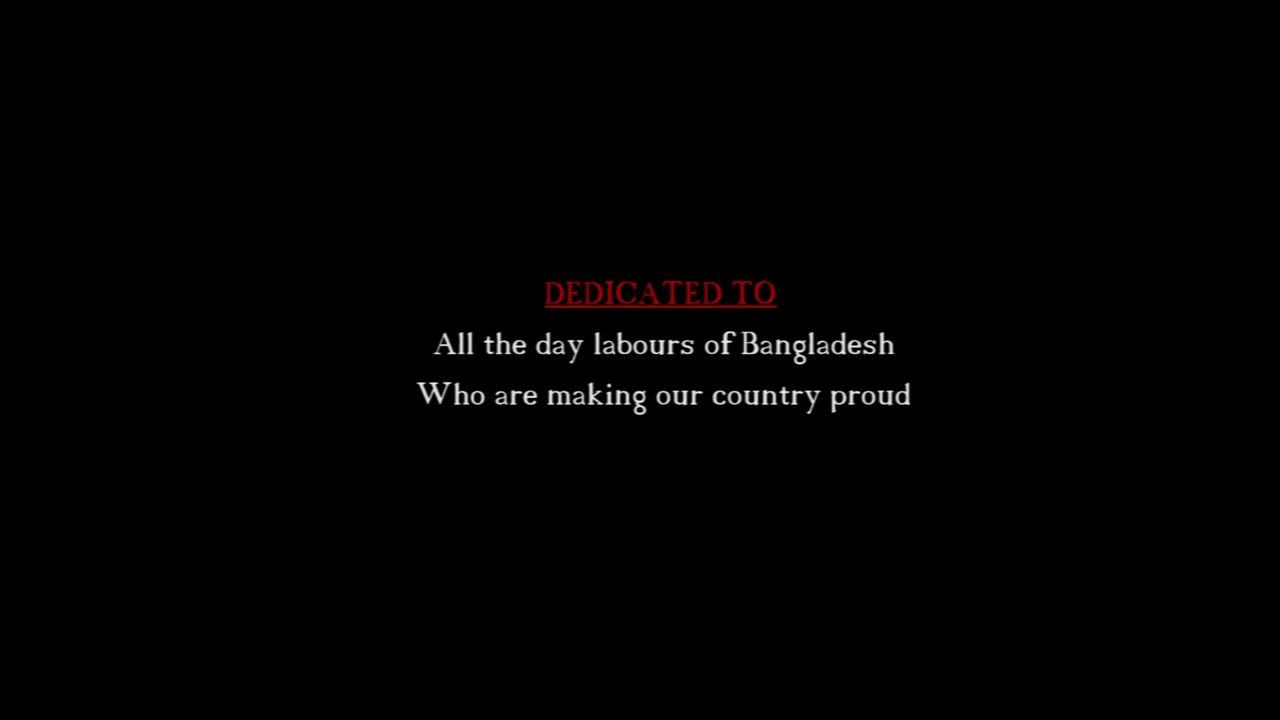 DEDICATED TO
All the day labours of Bangladesh
Who are making our country proud